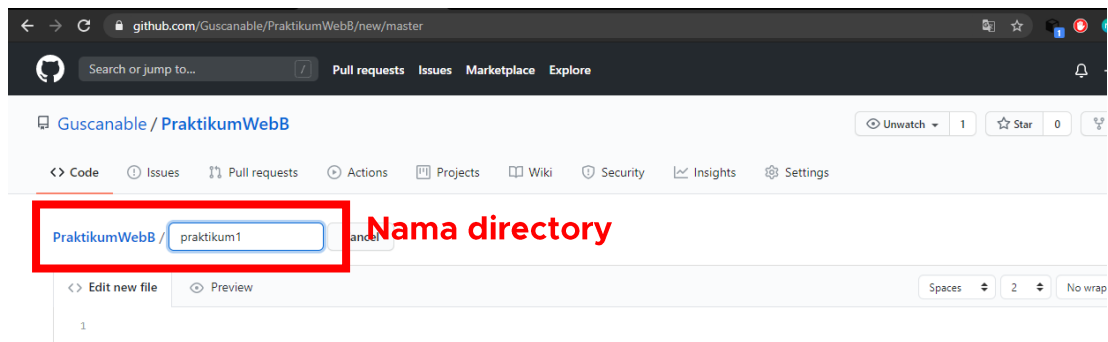 github.com/Guscanable/PraktikumWebB/new/master
1
Search or jump to... / Pull requests Issues Marketplace Explore
Guscanable / PraktikumWebB Unwatch 1 Star 0
Code Issues Pull requests Actions Projects Wiki Security Insights Settings
PraktikumWebB / praktikum1 Nama directory
Edit new file Preview Spaces 2 No wrap
1